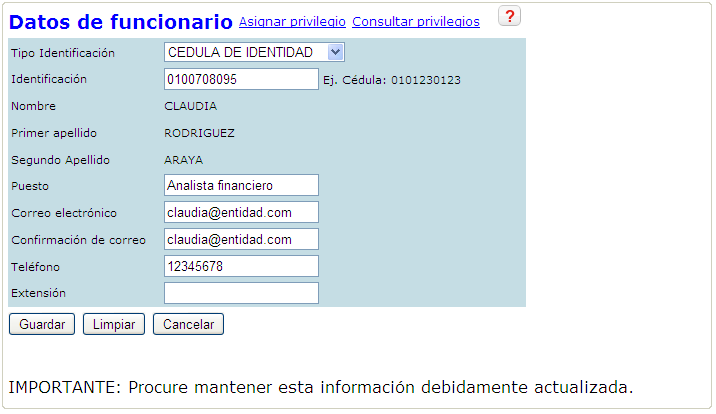 Datos de funcionario Asignar privilegio Consultar privilegios ?
Tipo Identificación CEDULA DE IDENTIDAD
Identificación 0100708095 Ej. Cédula: 0101230123
Nombre CLAUDIA
Primer apellido RODRIGUEZ
Segundo Apellido ARAYA
Puesto Analista financiero
Correo electrónico claudia@entidad.com
Confirmación de correo claudia@entidad.com
Teléfono 12345678
Extensión
Guardar Limpiar Cancelar
IMPORTANTE: Procure mantener esta información debidamente actualizada.